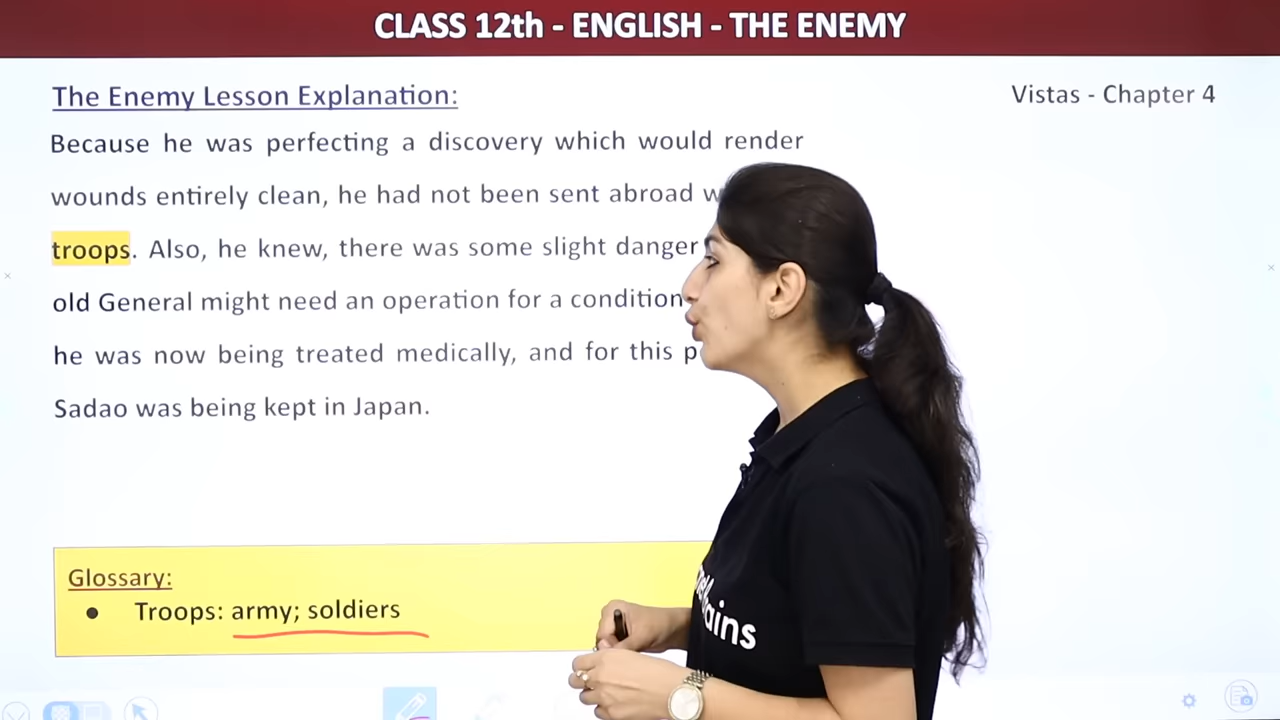 CLASS 12th - ENGLISH - THE ENEMY
The Enemy Lesson Explanation:
Vistas - Chapter 4
Because he was perfecting a discovery which would render
wounds entirely clean, he had not been sent abroad
troops. Also, he knew, there was some slight danger
old General might need an operation for a condition
he was now being treated medically, and for this
Sadao was being kept in Japan.
Glossary:
● Troops: army; soldiers